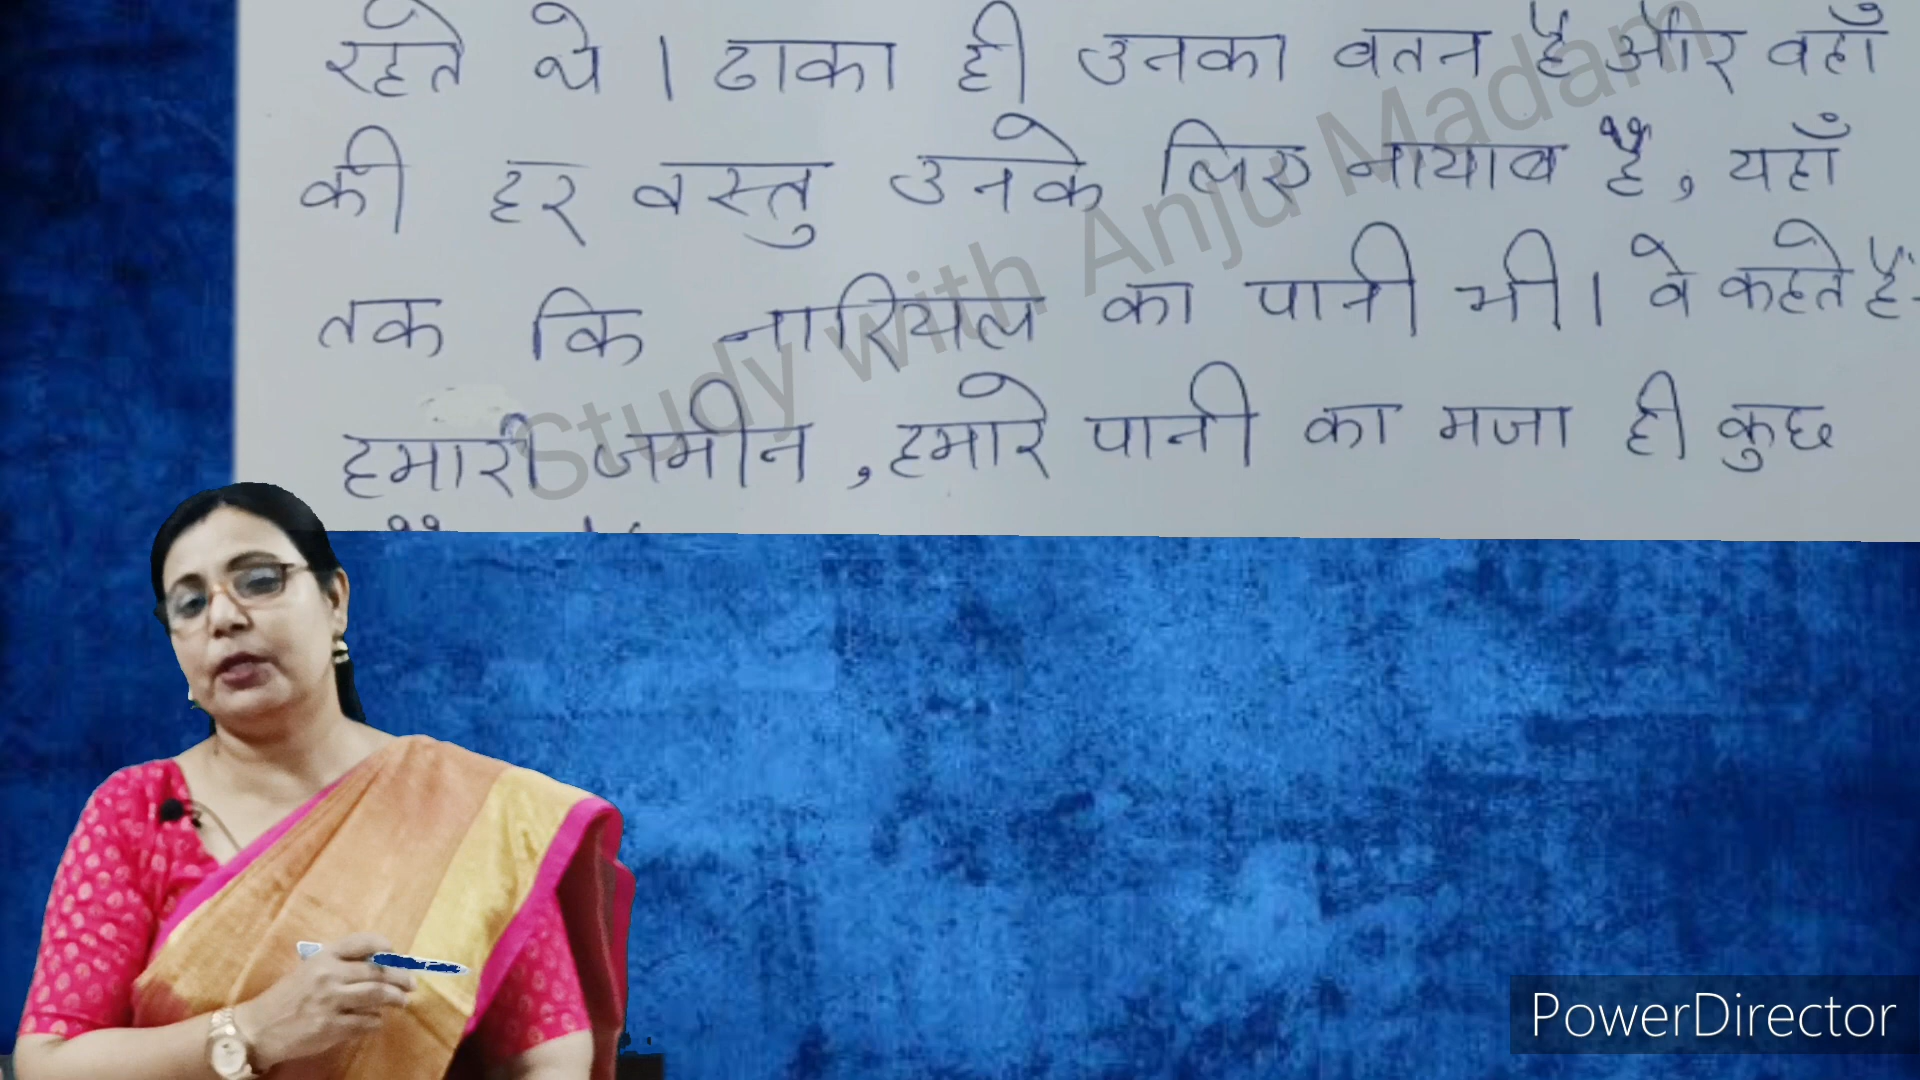 रहते थे । ढाका ही उनका वतन है और वहाँ
की हर वस्तु उनके लिए नायाब है, यहाँ
तक कि नारियल का पानी भी । वे कहते हैं-
हमारी जमीन , हमारे पानी का मजा ही कुछ
Study with Anju Madam
PowerDirector